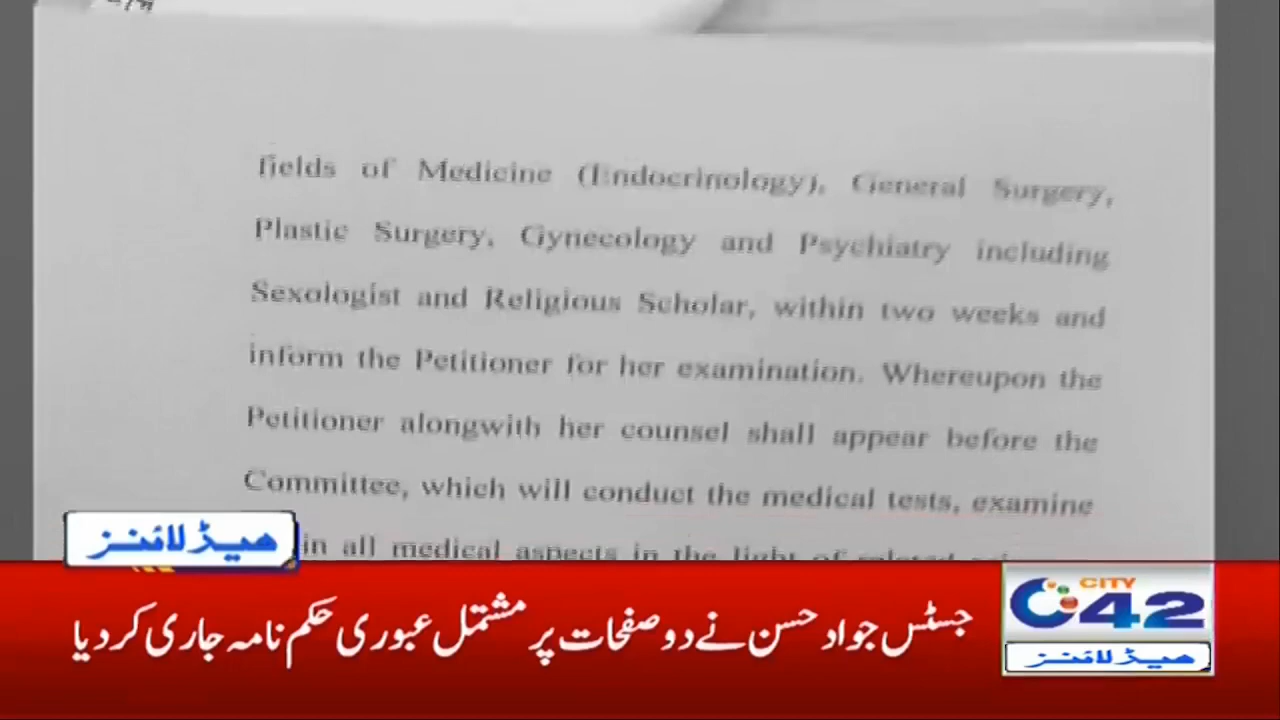 fields of Medicine (Endocrinology), General Surgery,
Plastic Surgery, Gynecology and Psychiatry including
Sexologist and Religious Scholar, within two weeks and
inform the Petitioner for her examination. Whereupon the
Petitioner alongwith her counsel shall appear before the
Committee, which will conduct the medical tests, examine
in all medical aspects in the light of related
ہیڈلائنز
جسٹس جواد حسن نے دو صفحات پر مشتمل عبوری حکم نامہ جاری کر دیا
CITY
42
ہیڈلائنز